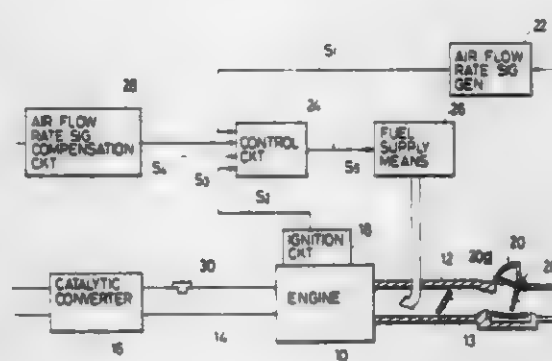 22
S1
AIR FLOW
RATE SIG
GEN
28
24
26
AIR FLOW
RATE SIG
COMPENSATION
CKT
CONTROL
CKT
FUEL
SUPPLY
MEANS
S4
S3
S5
S2
IGNITION
CKT
18
30
12
20a
20
CATALYTIC
CONVERTER
ENGINE
16
14
10
13